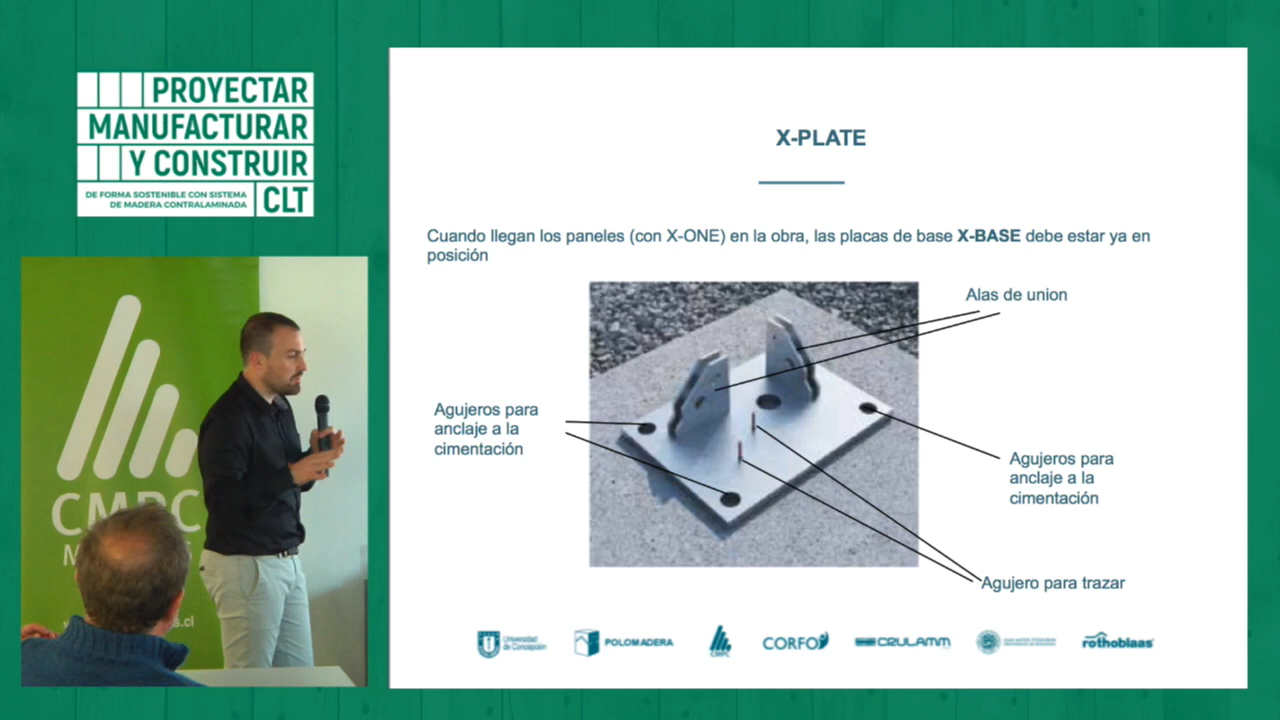 PROYECTAR
MANUFACTURAR
Y CONSTRUIR
DE FORMA SOSTENIBLE CON SISTEMA
DE MADERA CONTRALAMINADA
CLT
X-PLATE
Cuando llegan los paneles (con X-ONE) en la obra, las placas de base X-BASE debe estar ya en
posición
Alas de union
Agujeros para
anclaje a la
cimentación
Agujeros para
anclaje a la
cimentación
Agujero para trazar
CMPC
Universidad
de Concepción
POLOMADERA
CMPC
CORFO
CRULAMM
rothoblaas